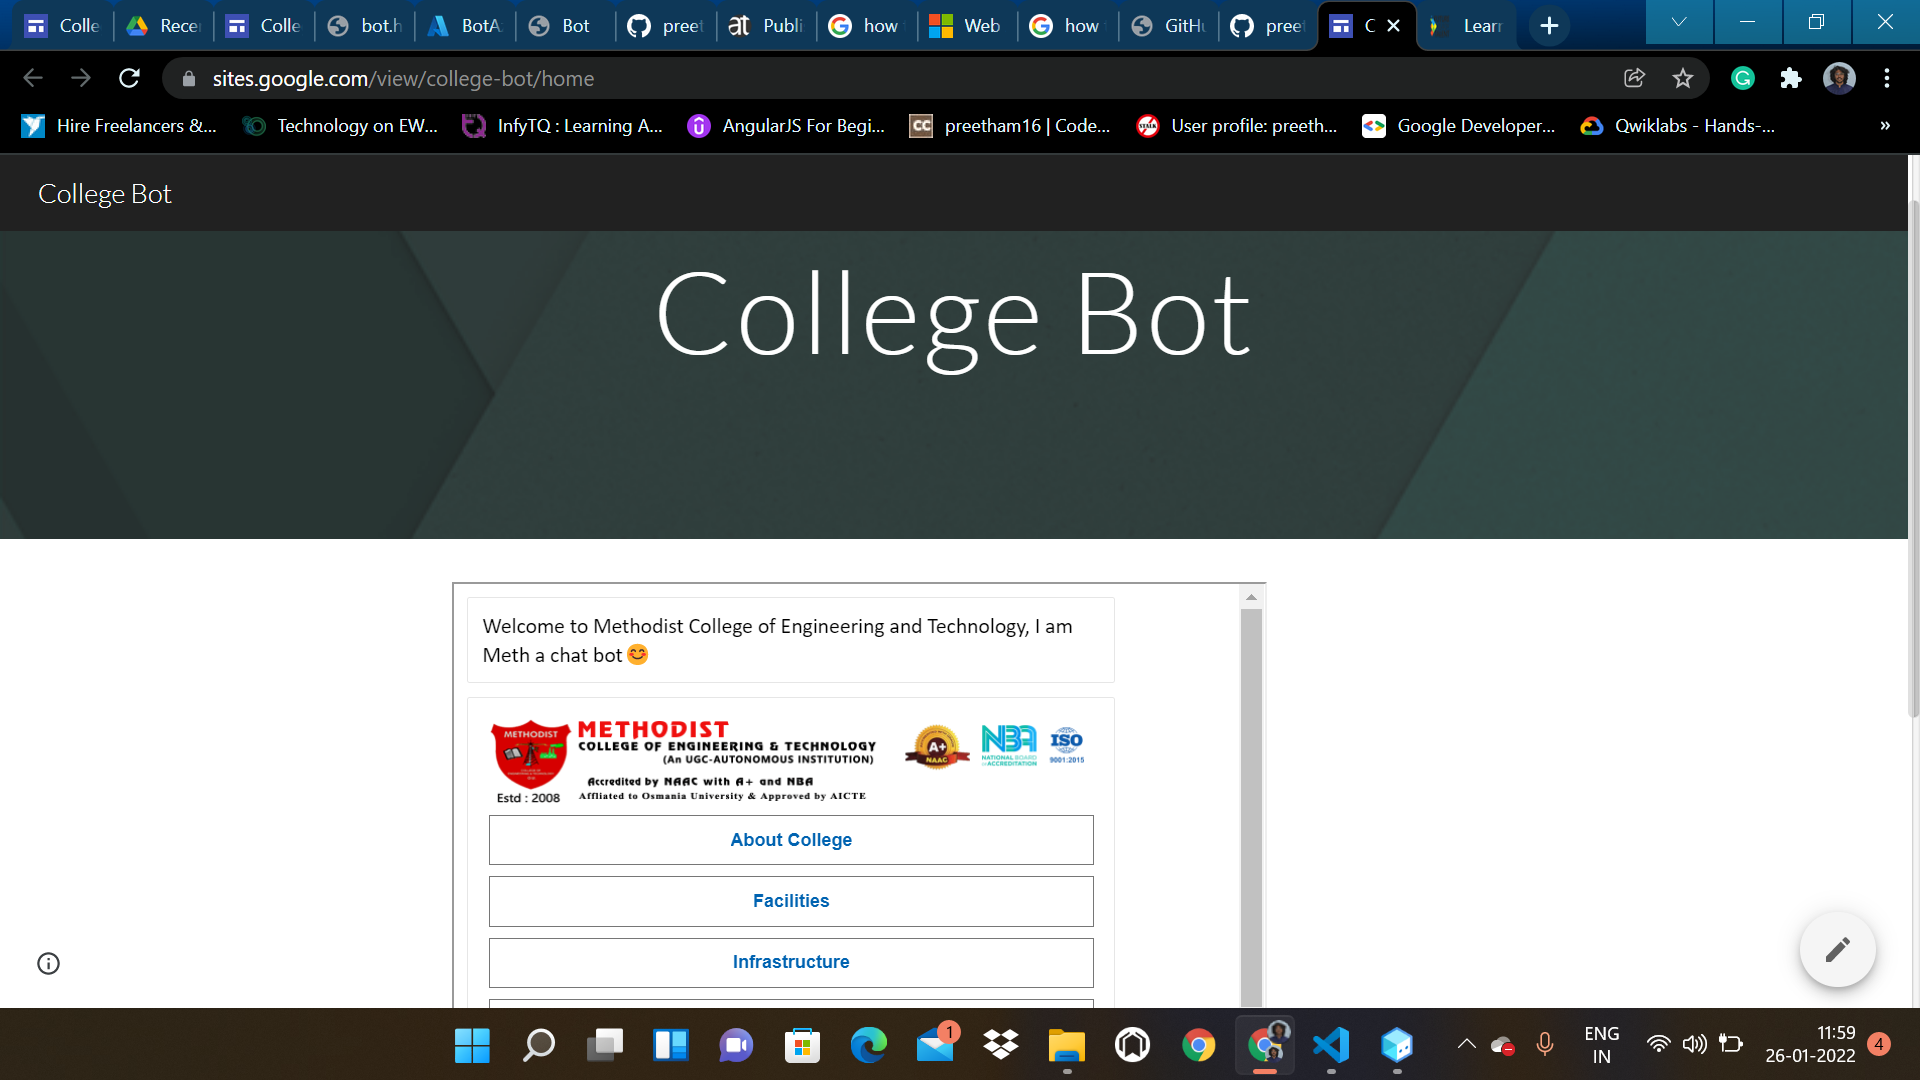 Colle
Rece
Colle
bot.h
BotA
Bot
preet
Publi
how
Web
how
GitHu
preet
C
Learn
sites.google.com/view/college-bot/home
Hire Freelancers &...
Technology on EW...
InfyTQ : Learning A...
AngularJS For Begi...
CC
preetham16 | Code...
User profile: preeth...
Google Developer...
Qwiklabs - Hands-...
»
College Bot
College Bot
Welcome to Methodist College of Engineering and Technology, I am
Meth a chat bot😊
METHODIST
Estd : 2008
METHODIST
COLLEGE OF ENGINEERING & TECHNOLOGY
(An UGC-AUTONOMOUS INSTITUTION)
Accredited by NAAC with A+ and NBA
Affliated to Osmania University & Approved by AICTE
A+
NAAC
NBA
NATIONAL BOARD
of ACCREDITATION
ISO
9001:2015
About College
Facilities
Infrastructure
1
ENG
IN
11:59
26-01-2022
4